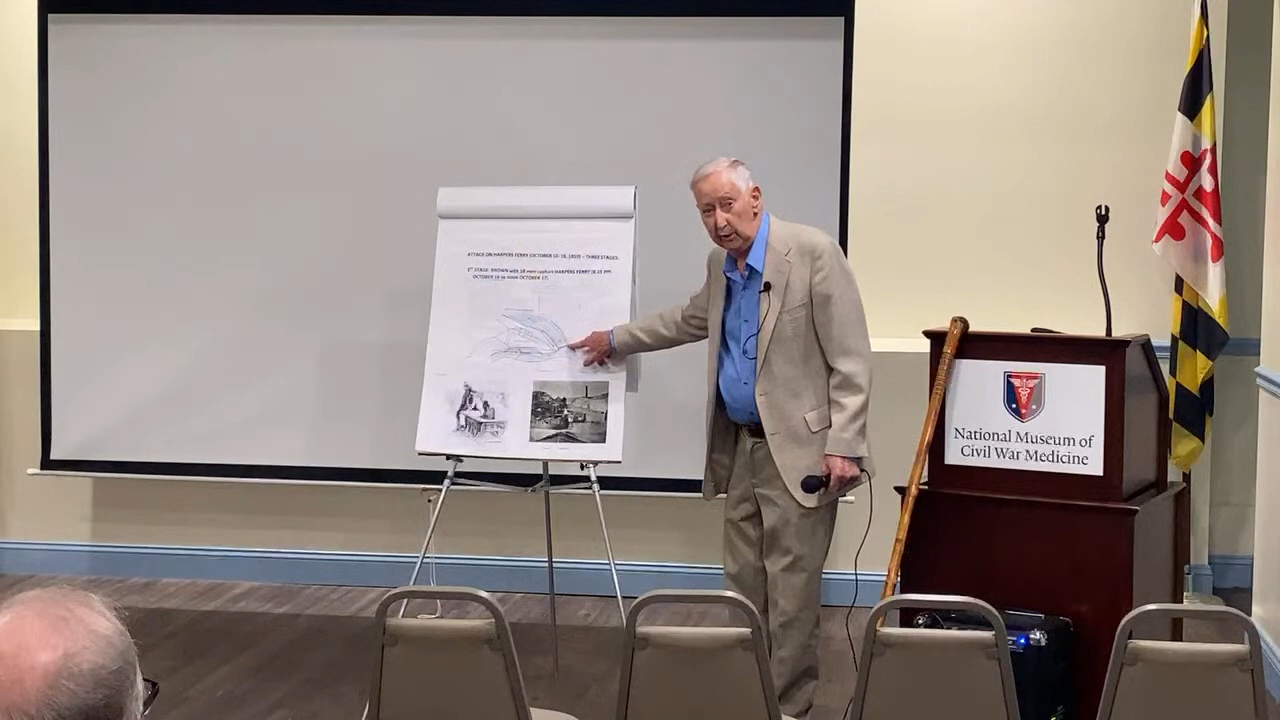 ATTACK ON HARPERS FERRY (OCTOBER 16-18, 1859) – THREE STAGES.
1ST STAGE: BROWN with 18 men capture HARPERS FERRY (8:15 PM
OCTOBER 16 to noon OCTOBER 17).
National Museum of
Civil War Medicine